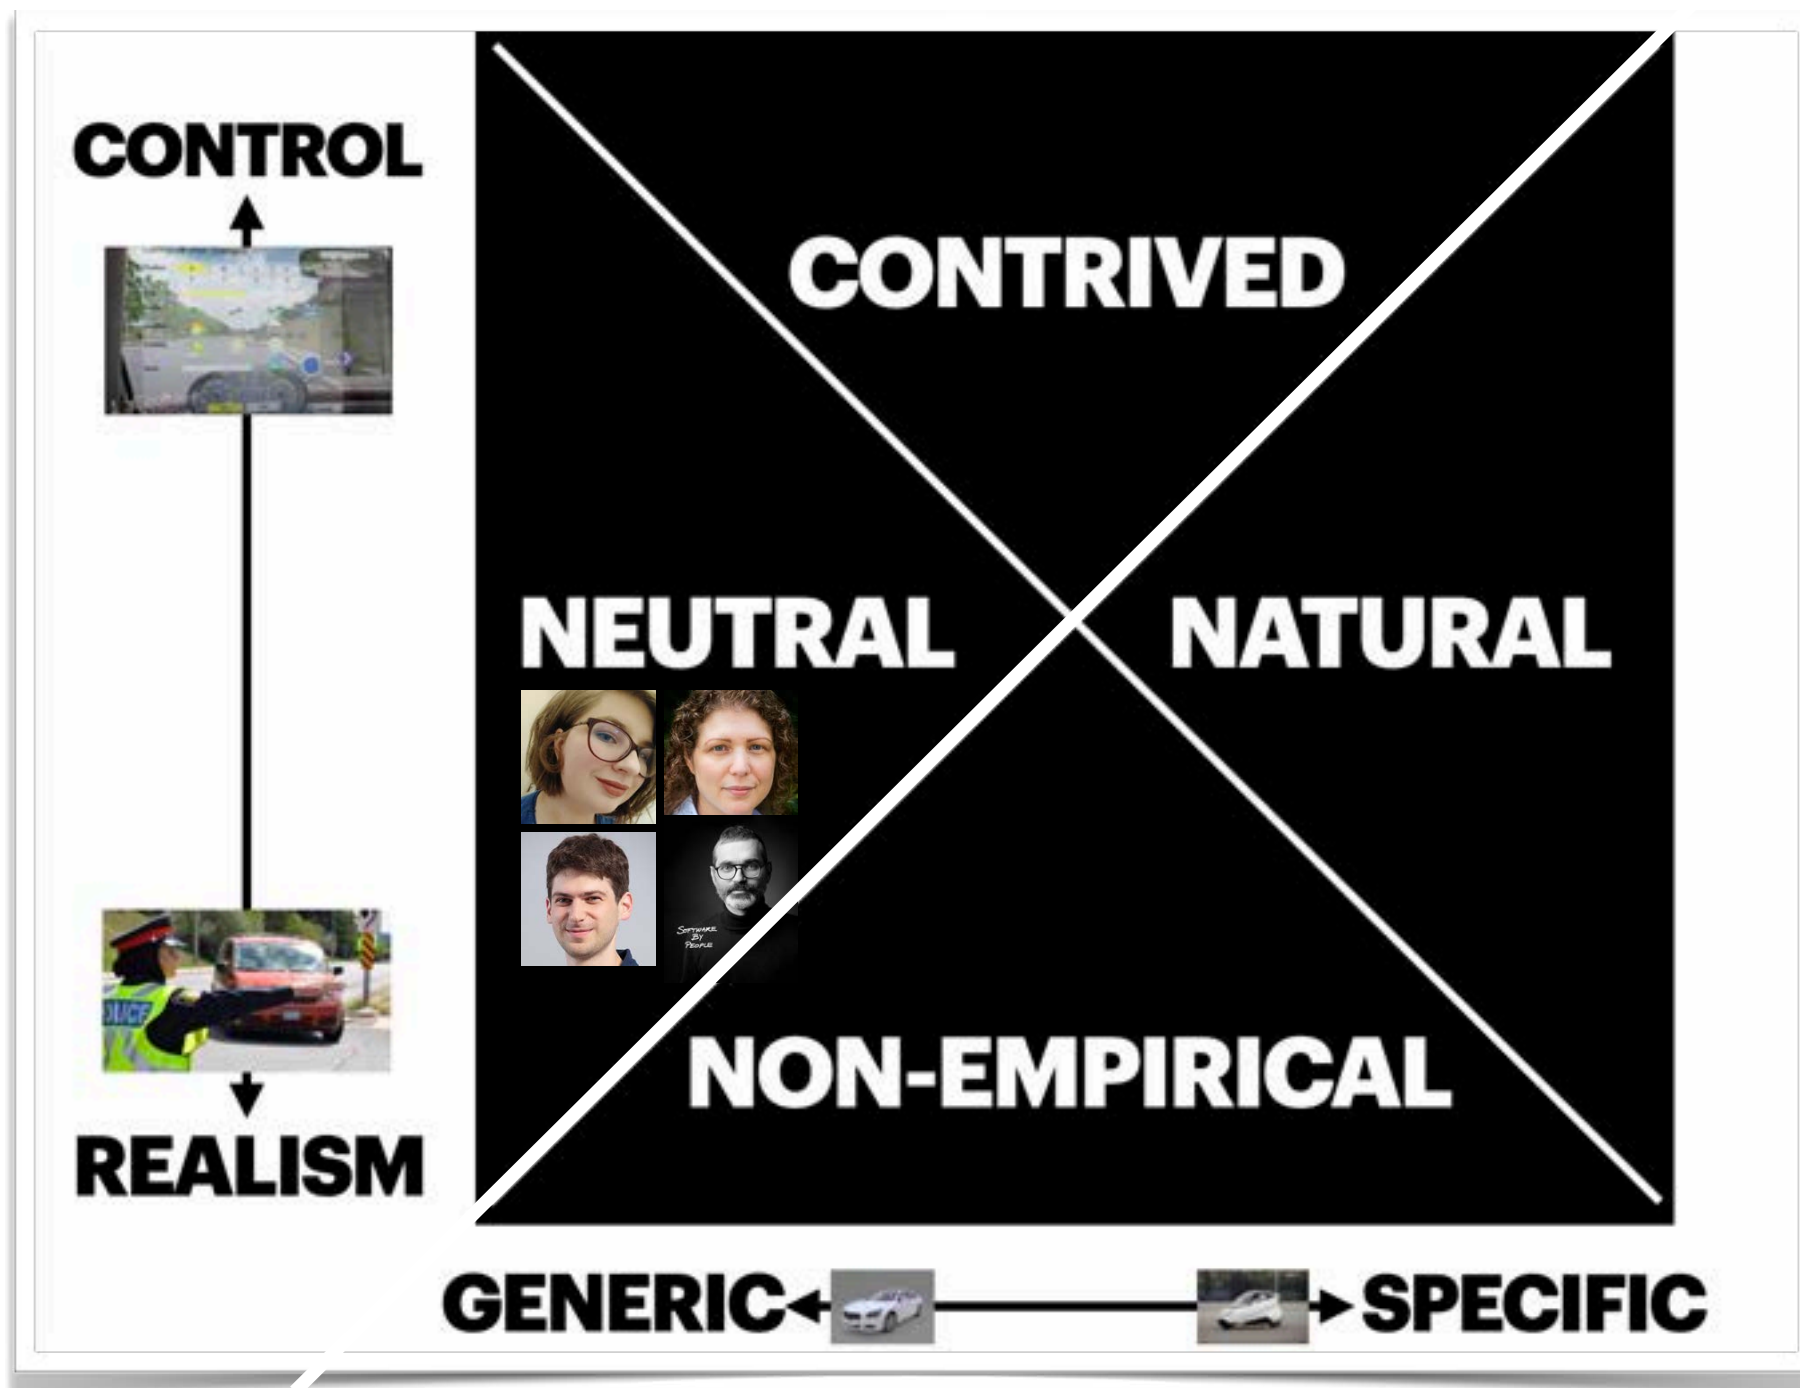 CONTROL
CONTRIVED
NEUTRAL
NATURAL
SOFTWARE
BY
PEOPLE
NON-EMPIRICAL
REALISM
GENERIC
SPECIFIC